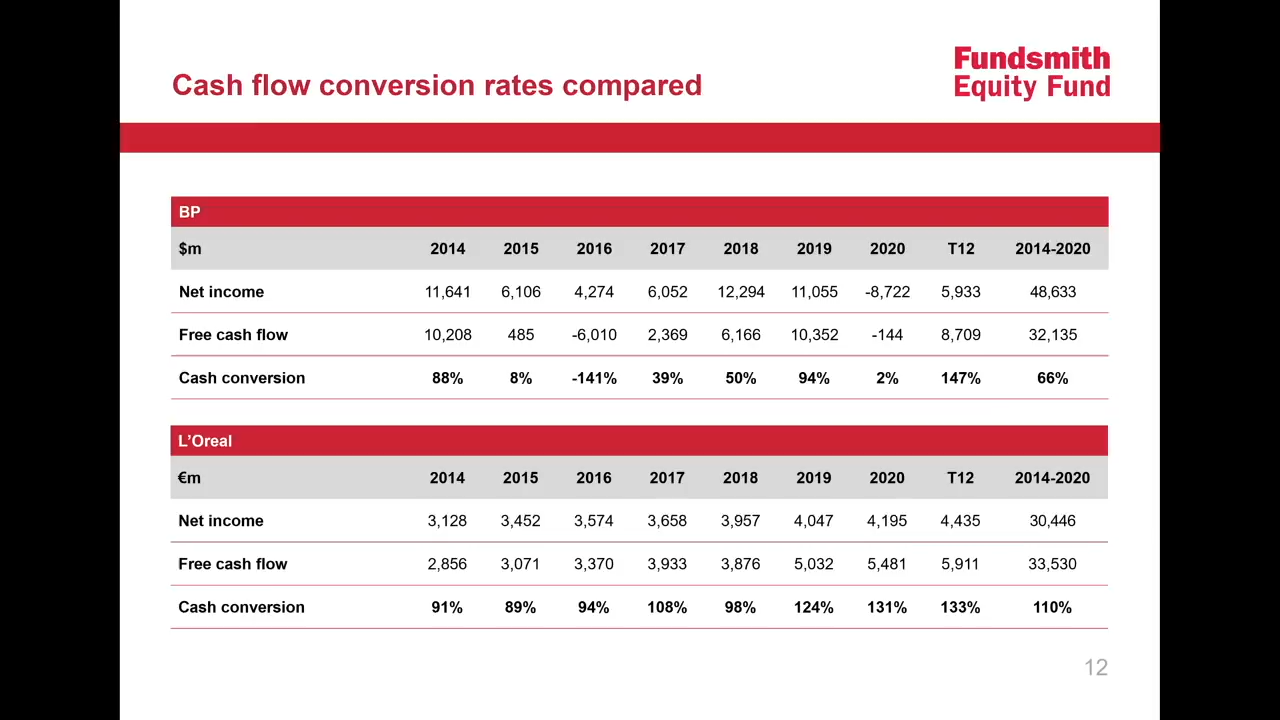 Fundsmith
Equity Fund
Cash flow conversion rates compared
BP
$m 2014 2015 2016 2017 2018 2019 2020 T12 2014-2020
Net income 11,641 6,106 4,274 6,052 12,294 11,055 -8,722 5,933 48,633
Free cash flow 10,208 485 -6,010 2,369 6,166 10,352 -144 8,709 32,135
Cash conversion 88% 8% -141% 39% 50% 94% 2% 147% 66%
L’Oreal
€m 2014 2015 2016 2017 2018 2019 2020 T12 2014-2020
Net income 3,128 3,452 3,574 3,658 3,957 4,047 4,195 4,435 30,446
Free cash flow 2,856 3,071 3,370 3,933 3,876 5,032 5,481 5,911 33,530
Cash conversion 91% 89% 94% 108% 98% 124% 131% 133% 110%
12